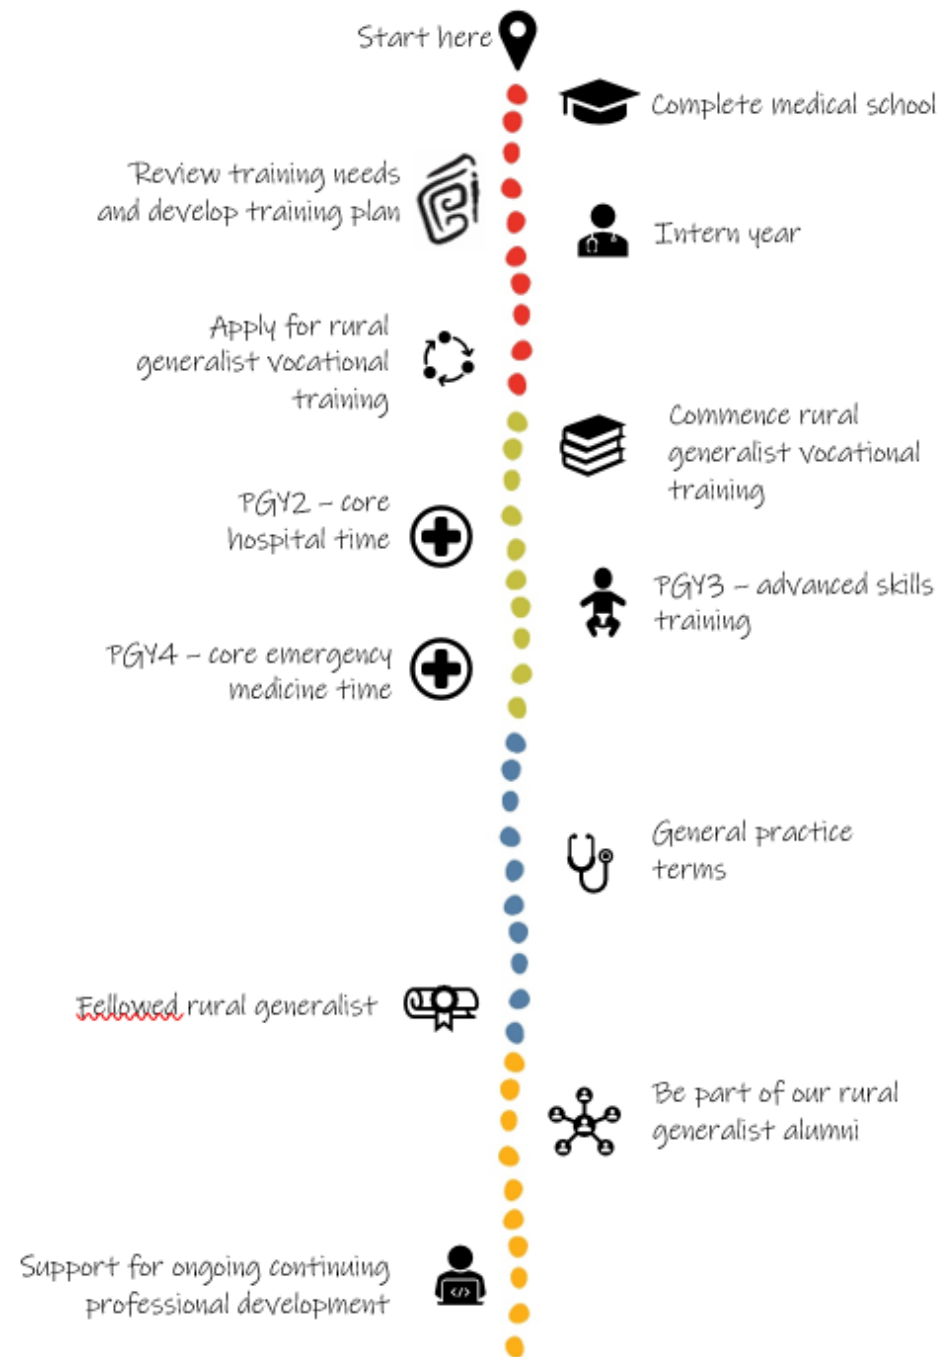 Start here
Complete medical school
Review training needs
and develop training plan
Intern year
Apply for rural
generalist vocational
training
Commence rural
generalist vocational
training
PGY2 – core
hospital time
PGY3 – advanced skills
training
PGY4 – core emergency
medicine time
General practice
terms
Fellowed rural generalist
Be part of our rural
generalist alumni
Support for ongoing continuing
professional development